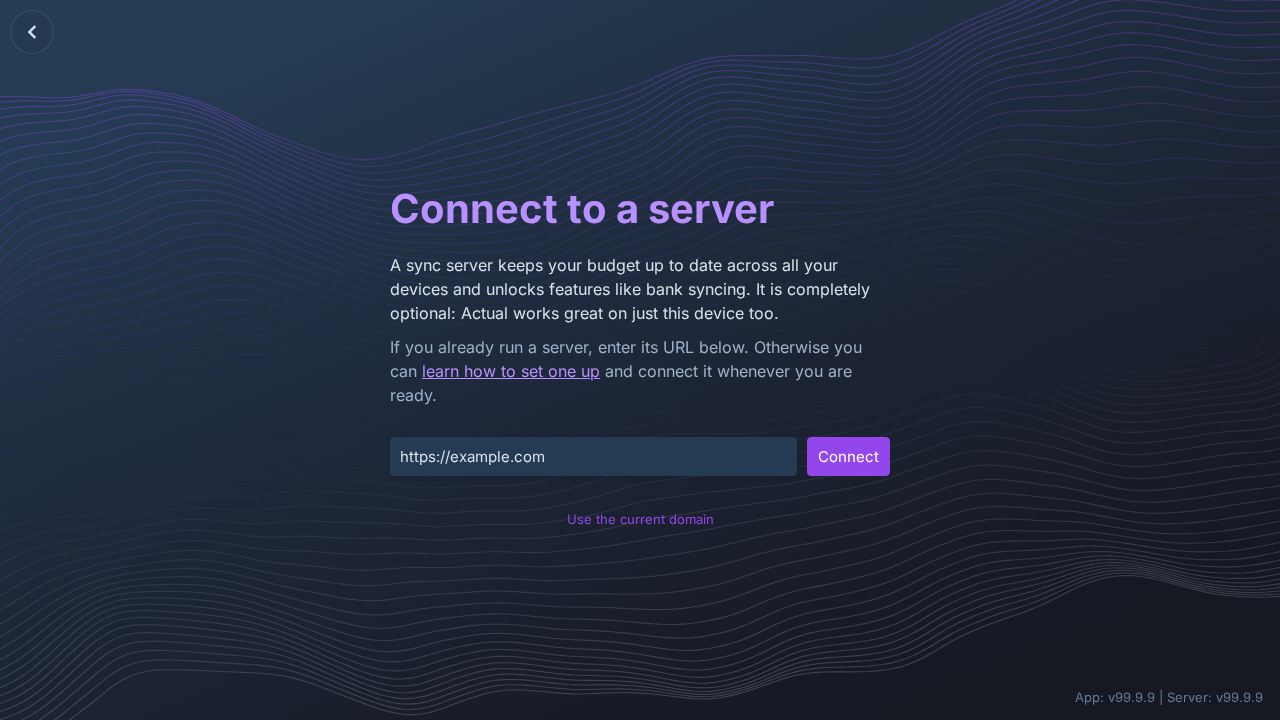 Connect to a server
A sync server keeps your budget up to date across all your
devices and unlocks features like bank syncing. It is completely
optional: Actual works great on just this device too.
If you already run a server, enter its URL below. Otherwise you
can learn how to set one up and connect it whenever you are
ready.
https://example.com
Connect
Use the current domain
App: v99.9.9 | Server: v99.9.9